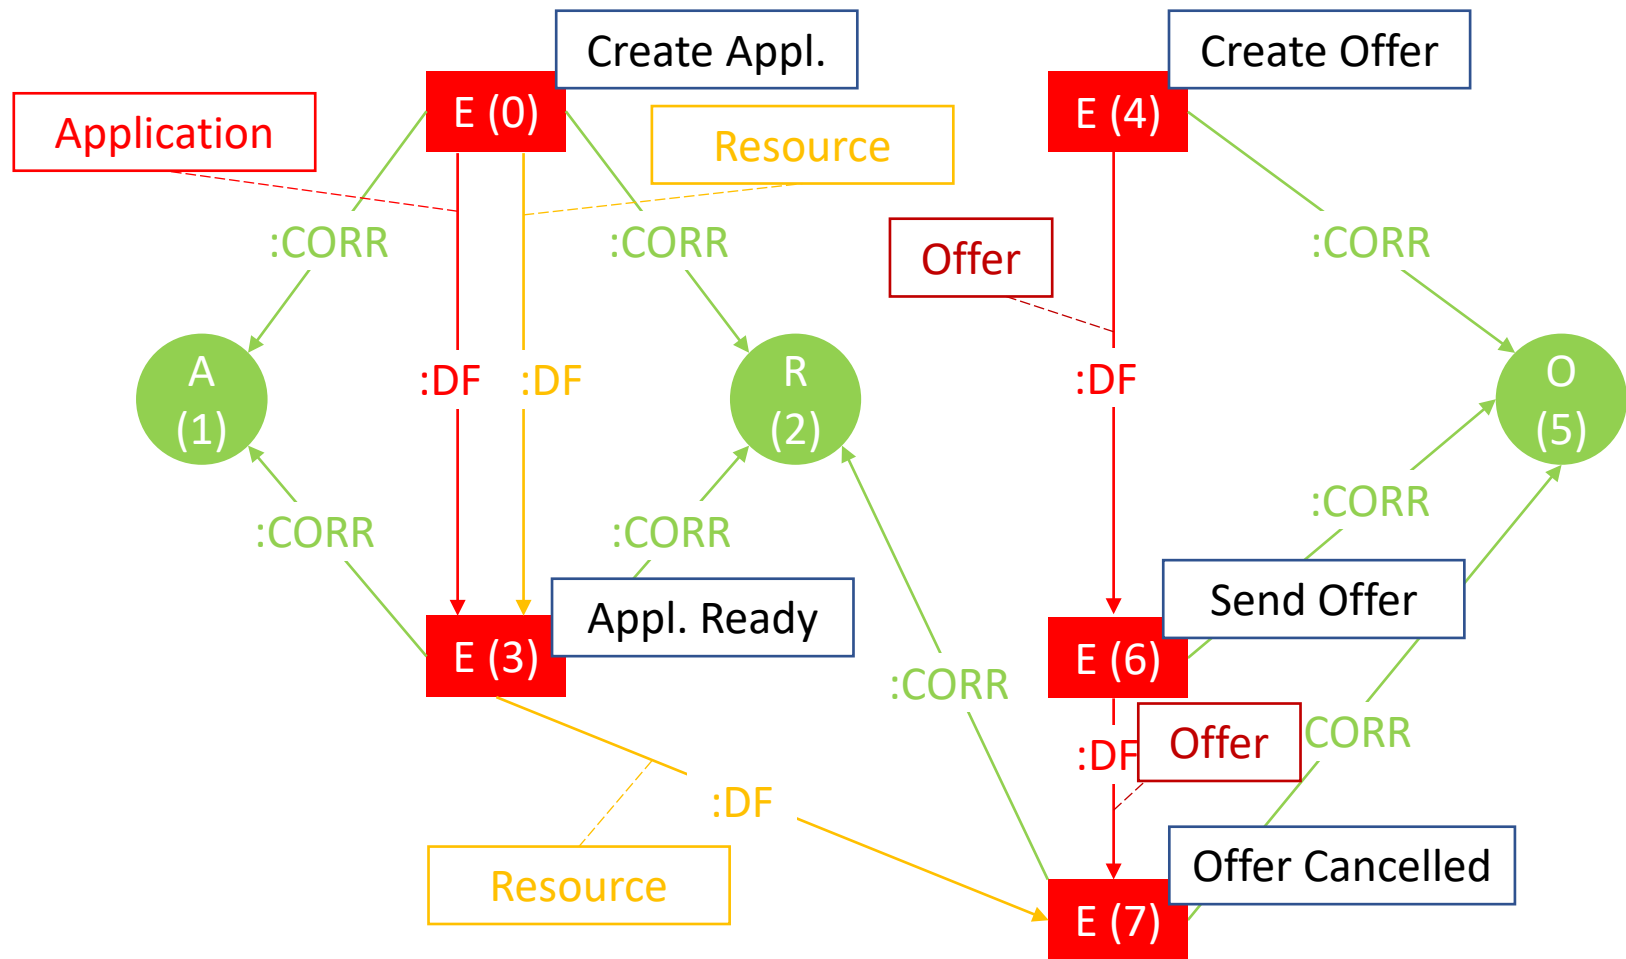 Create Appl.
Create Offer
E (0)
E (4)
Application
Resource
:CORR
:CORR
Offer
:CORR
A
(1)
:DF
:DF
R
(2)
:DF
O
(5)
:CORR
:CORR
:CORR
Appl. Ready
Send Offer
E (3)
E (6)
:CORR
:DF
Offer
CORR
:DF
Resource
Offer Cancelled
E (7)